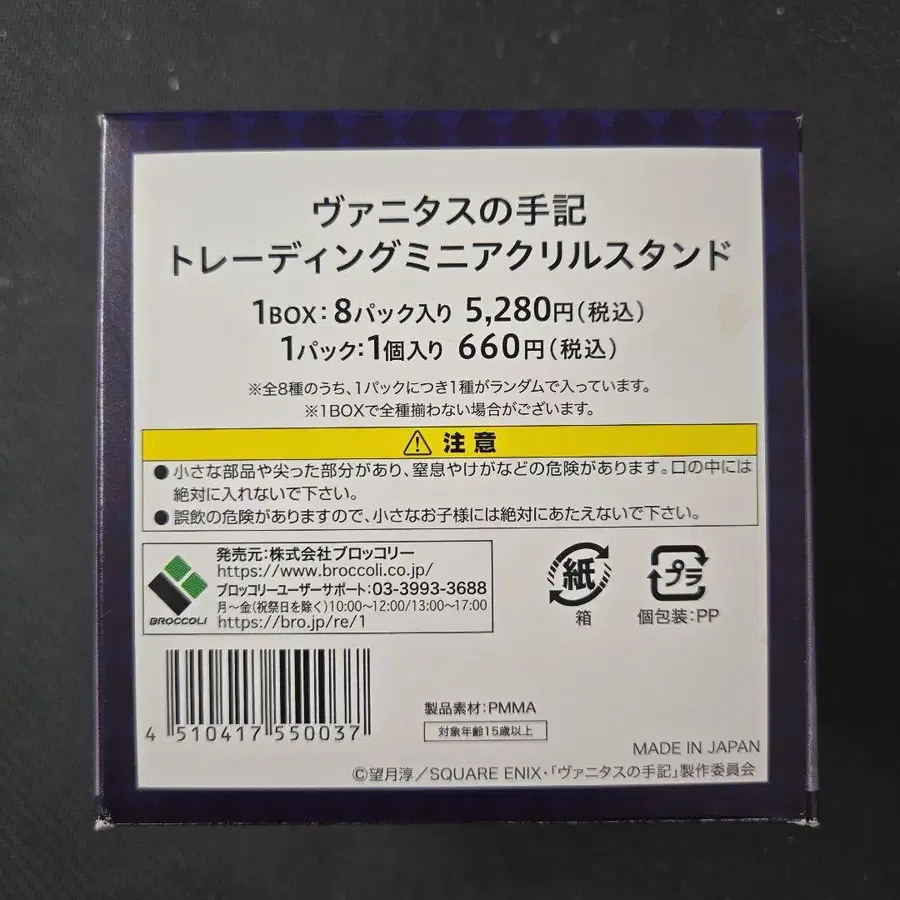 ヴァニタスの手記
トレーディングミニアクリルスタンド
1BOX:8パック入り 5,280円(税込)
1パック:1個入り 660円(税込)
※全8種のうち、1パックにつき1種がランダムで入っています。
※1BOXで全種揃わない場合がございます。
注意
●小さな部品や尖った部分があり、窒息やけがなどの危険があります。口の中には
絶対に入れないで下さい。
●誤飲の危険がありますので、小さなお子様には絶対にあたえないで下さい。
発売元:株式会社ブロッコリー
https://www.broccoli.co.jp/
ブロッコリーユーザーサポート:03-3993-3688
月〜金(祝祭日を除く)10:00〜12:00/13:00〜17:00
https://bro.jp/re/1
BROCCOLI
紙
箱
プラ
個包装:PP
4 510417 550037
製品素材:PMMA
対象年齢15歳以上
MADE IN JAPAN
©望月淳/SQUARE ENIX・「ヴァニタスの手記」製作委員会